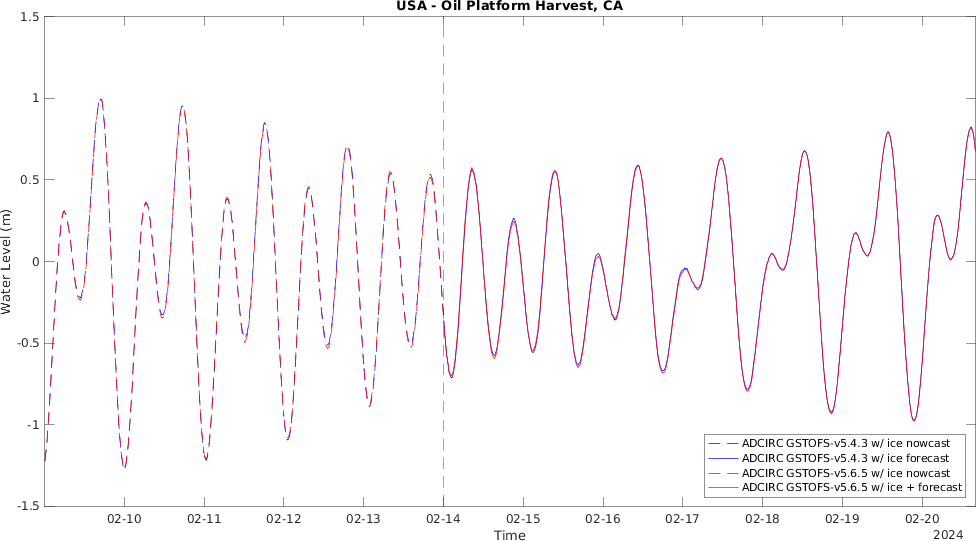 USA - Oil Platform Harvest, CA
1.5
1
0.5
0
-0.5
-1
-1.5
Water Level (m)
02-10 02-11 02-12 02-13 02-14 02-15 02-16 02-17 02-18 02-19 02-20
Time
2024
ADCIRC GSTOFS-v5.4.3 w/ ice nowcast
ADCIRC GSTOFS-v5.4.3 w/ ice forecast
ADCIRC GSTOFS-v5.6.5 w/ ice nowcast
ADCIRC GSTOFS-v5.6.5 w/ ice + forecast